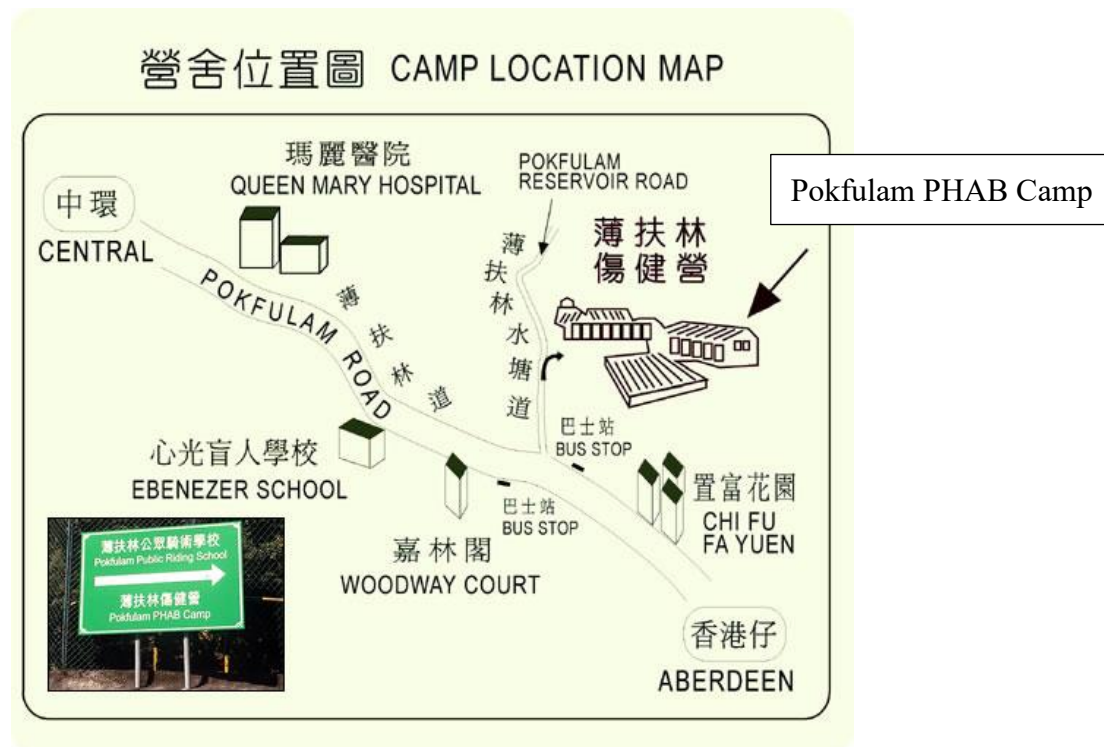 營舍位置圖 CAMP LOCATION MAP
瑪麗醫院
QUEEN MARY HOSPITAL
POKFULAM
RESERVOIR ROAD
Pokfulam PHAB Camp
中環
CENTRAL
薄扶林
傷健營
薄扶林水塘道
POKFULAM ROAD
薄扶林道
巴士站
BUS STOP
心光盲人學校
EBENEZER SCHOOL
置富花園
CHI FU
FA YUEN
巴士站
BUS STOP
嘉林閣
WOODWAY COURT
薄扶林公眾騎術學校
Pokfulam Public Riding School
薄扶林傷健營
Pokfulam PHAB Camp
香港仔
ABERDEEN